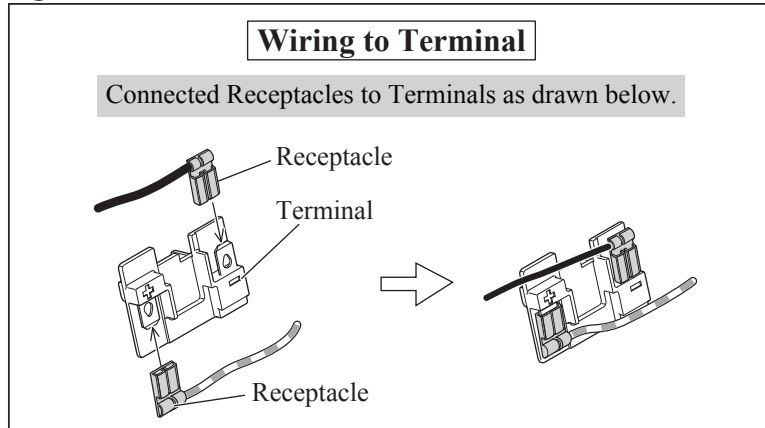 Wiring to Terminal
Connected Receptacles to Terminals as drawn below.
Receptacle
Terminal
+
−
+
−
Receptacle